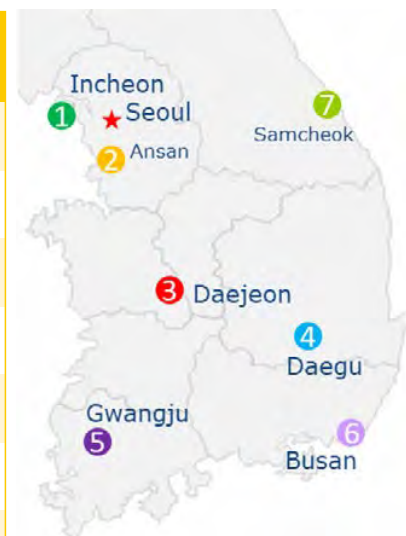 Incheon
1 Seoul
7
Samcheok
2 Ansan
3 Daejeon
4
Daegu
Gwangju
5
6
Busan